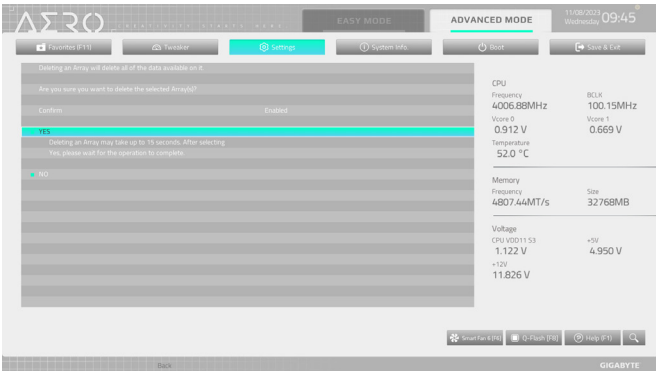 AERO
CREATIVITY STARTS HERE
EASY MODE
ADVANCED MODE
11/08/2023
Wednesday 09:45
Favorites (F11)
Tweaker
Settings
System Info
Boot
Save & Exit
Deleting an Array will delete all of the data available on it
Are you sure you want to delete the selected Array(s)?
Confirm Enabled
YES
Deleting an Array may take up to 15 seconds. After selecting
Yes, please wait for the operation to complete
NO
CPU
Frequency BCLK
4006.88MHz 100.15MHz
Vcore 0 Vcore 1
0.912 V 0.669 V
Temperature
52.0 °C
Memory
Frequency Size
4807.44MT/s 32768MB
Voltage
CPU VDD11 S3 +5V
1.122 V 4.950 V
+12V
11.826 V
Smart Fan 6 (F6)
Q-Flash (F8)
Help (F1)
Back
GIGABYTE